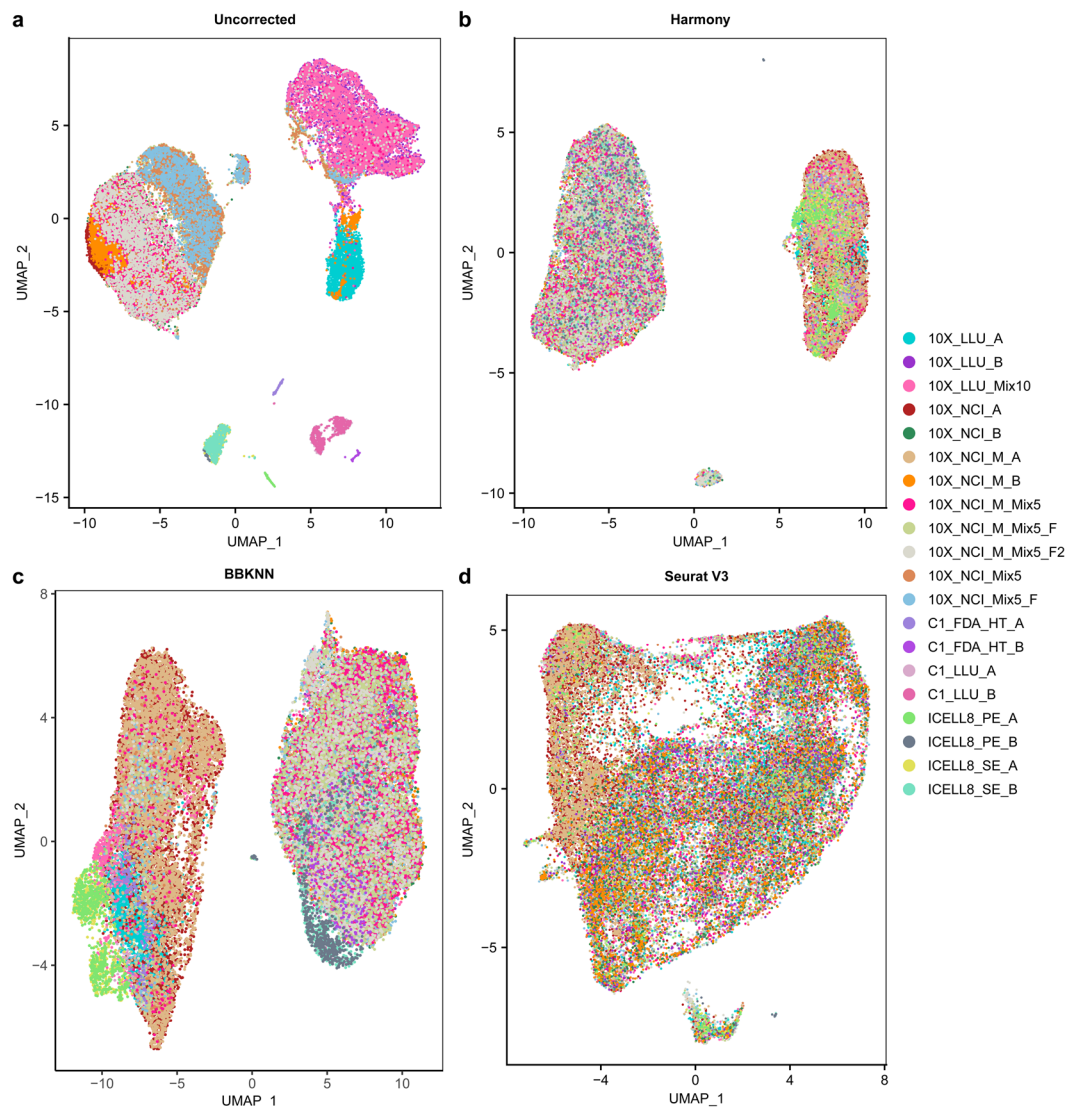 a
Uncorrected
5
0
−5
−10
−15
UMAP_2
−10
−5
0
5
10
UMAP_1
b
Harmony
5
0
−5
−10
UMAP_2
−10
−5
0
5
10
UMAP_1
c
BBKNN
8
4
0
−4
UMAP_2
−10
−5
0
5
10
UMAP_1
d
Seurat V3
5
0
−5
UMAP_2
−4
0
4
8
UMAP_1
10X_LLU_A
10X_LLU_B
10X_LLU_Mix10
10X_NCI_A
10X_NCI_B
10X_NCI_M_A
10X_NCI_M_B
10X_NCI_M_Mix5
10X_NCI_M_Mix5_F
10X_NCI_M_Mix5_F2
10X_NCI_Mix5
10X_NCI_Mix5_F
C1_FDA_HT_A
C1_FDA_HT_B
C1_LLU_A
C1_LLU_B
ICELL8_PE_A
ICELL8_PE_B
ICELL8_SE_A
ICELL8_SE_B